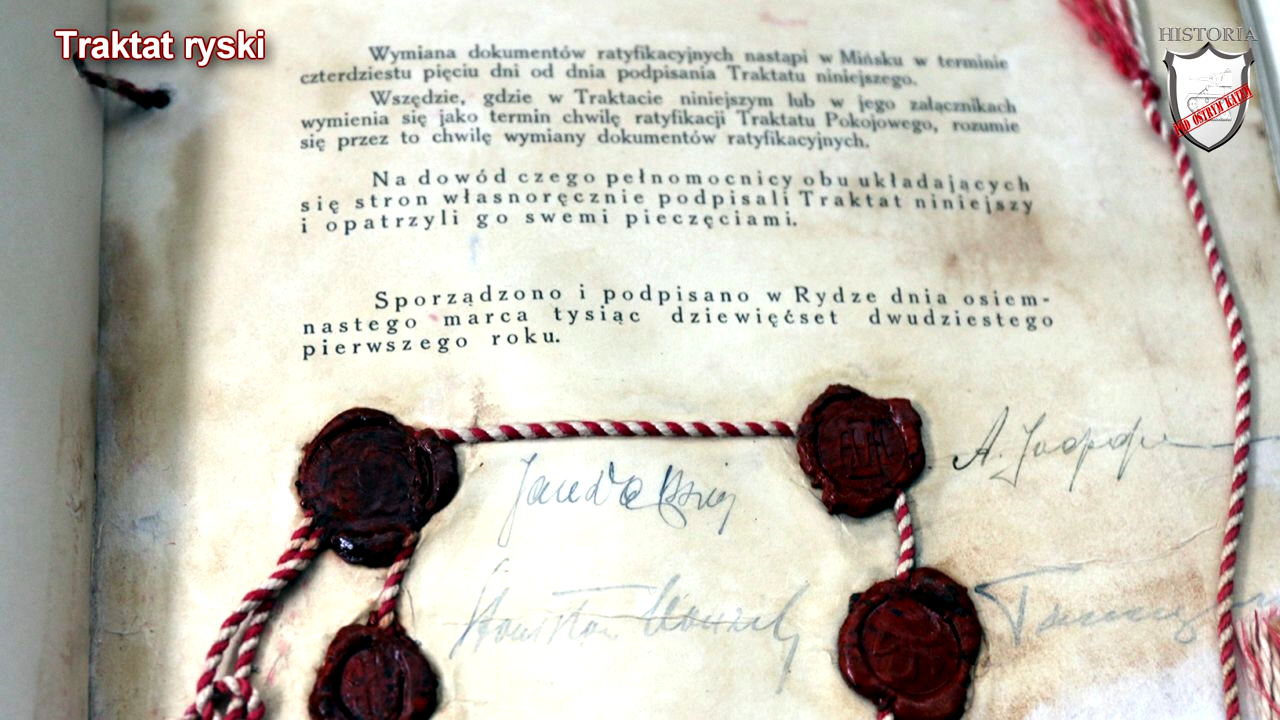 Traktat ryski
HISTORIA
POD OSTRYM KĄTEM
Wymiana dokumentów ratyfikacyjnych nastąpi w Mińsku w terminie
czterdziestu pięciu dni od dnia podpisania Traktatu niniejszego.
Wszędzie, gdzie w Traktacie niniejszym lub w jego załącznikach
wymienia się jako termin chwilę ratyfikacji Traktatu Pokojowego, rozumie
się przez to chwilę wymiany dokumentów ratyfikacyjnych.
Na dowód czego pełnomocnicy obu układających
się stron własnoręcznie podpisali Traktat niniejszy
i opatrzyli go swemi pieczęciami.
Sporządzono i podpisano w Rydze dnia osiem-
nastego marca tysiąc dziewięćset dwudziestego
pierwszego roku.
A.